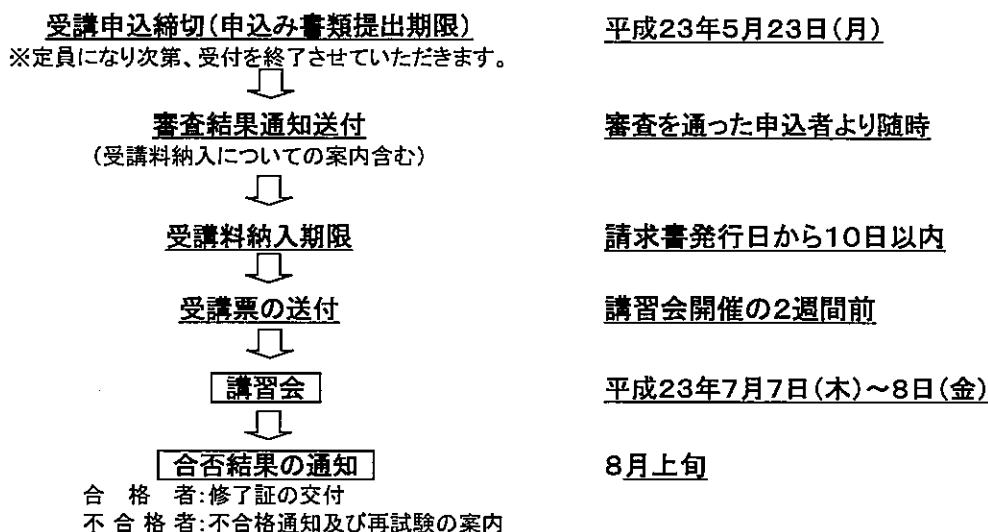 受講申込締切(申込み書類提出期限) 平成23年5月23日(月)
※定員になり次第、受付を終了させていただきます。
審査結果通知送付 審査を通った申込者より随時
(受講料納入についての案内含む)
受講料納入期限 請求書発行日から10日以内
受講票の送付 講習会開催の2週間前
講習会 平成23年7月7日(木)~8日(金)
合否結果の通知 8月上旬
合格者:修了証の交付
不合格者:不合格通知及び再試験の案内